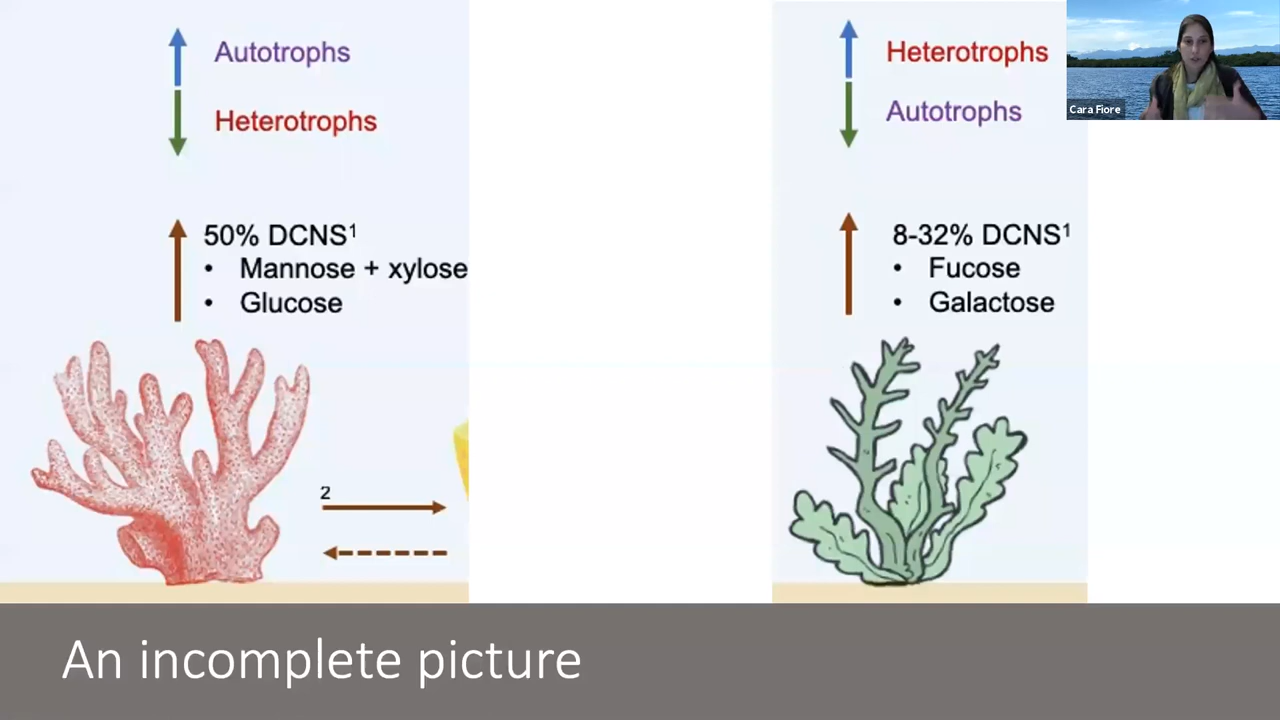 Autotrophs
Heterotrophs
50% DCNS¹
• Mannose + xylose
• Glucose
2
Heterotrophs
Autotrophs
8-32% DCNS¹
• Fucose
• Galactose
Cara Fiore
An incomplete picture